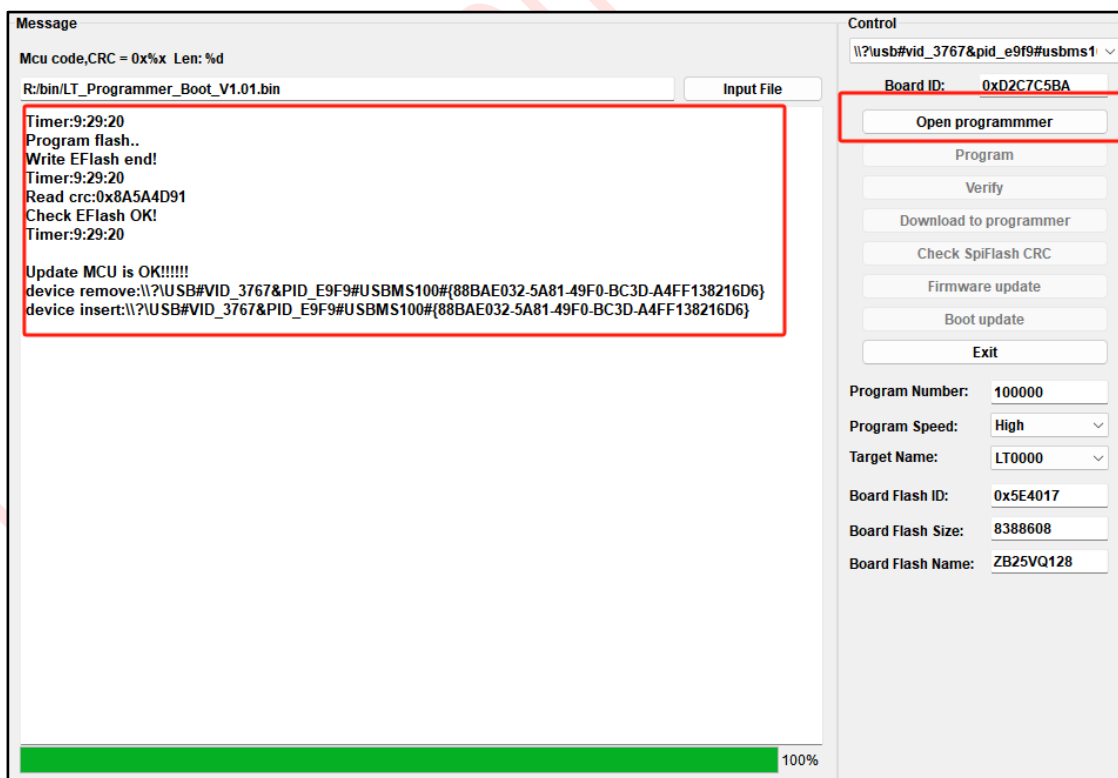 Message
Mcu code,CRC = 0x%x Len: %d
R:/bin/LT_Programmer_Boot_V1.01.bin
Input File
Timer:9:29:20
Program flash..
Write EFlash end!
Timer:9:29:20
Read crc:0x8A5A4D91
Check EFlash OK!
Timer:9:29:20
Update MCU is OK!!!!!!
device remove:\\?\USB#VID_3767&PID_E9F9#USBMS100#{88BAE032-5A81-49F0-BC3D-A4FF138216D6}
device insert:\\?\USB#VID_3767&PID_E9F9#USBMS100#{88BAE032-5A81-49F0-BC3D-A4FF138216D6}
100%
Control
\\?\usb#vid_3767&pid_e9f9#usbms1
Board ID: 0xD2C7C5BA
Open programmmer
Program
Verify
Download to programmer
Check SpiFlash CRC
Firmware update
Boot update
Exit
Program Number: 100000
Program Speed: High
Target Name: LT0000
Board Flash ID: 0x5E4017
Board Flash Size: 8388608
Board Flash Name: ZB25VQ128